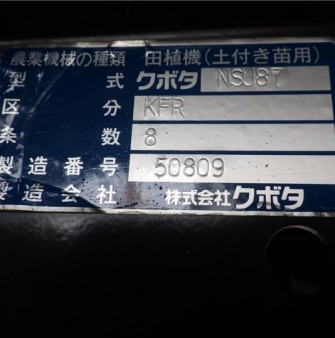 農業機械の種類 田植機(土付き苗用)
型 式 クボタ NSU87
区 分 KFR
条 数 8
製造番号 50809
製造会社 株式会社クボタ